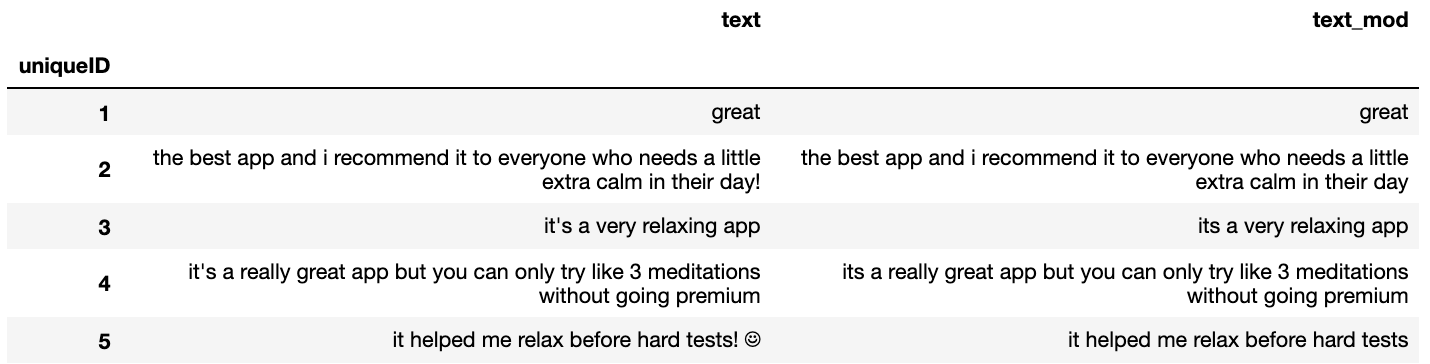 text text_mod
uniqueID
1 great great
2 the best app and i recommend it to everyone who needs a little the best app and i recommend it to everyone who needs a little
extra calm in their day! extra calm in their day
3 it's a very relaxing app its a very relaxing app
4 it's a really great app but you can only try like 3 meditations its a really great app but you can only try like 3 meditations
without going premium without going premium
5 it helped me relax before hard tests! ☺ it helped me relax before hard tests